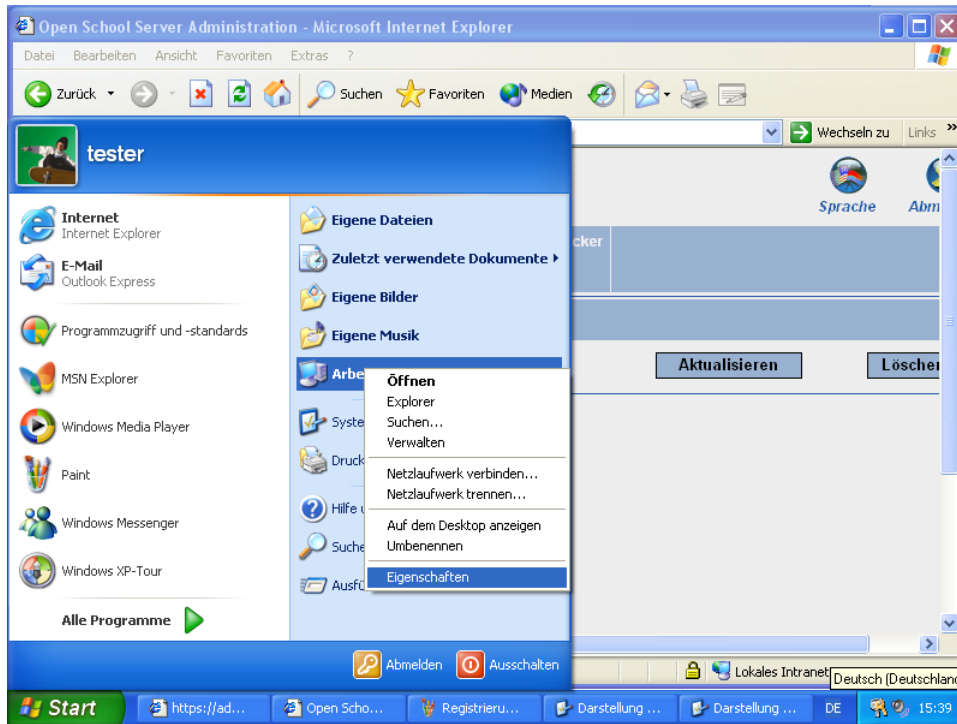 Open School Server Administration - Microsoft Internet Explorer
Datei Bearbeiten Ansicht Favoriten Extras ?
Zurück Suchen Favoriten Medien
Wechseln zu Links »
tester
Sprache Abm
cker
Internet
Internet Explorer
E-Mail
Outlook Express
Programmzugriff und -standards
MSN Explorer
Windows Media Player
Paint
Windows Messenger
Windows XP-Tour
Alle Programme
Eigene Dateien
Zuletzt verwendete Dokumente
Eigene Bilder
Eigene Musik
Arbe
Syste
Druck
Hilfe u
Suche
Ausfü
Öffnen
Explorer
Suchen...
Verwalten
Netzlaufwerk verbinden...
Netzlaufwerk trennen...
Auf dem Desktop anzeigen
Umbenennen
Eigenschaften
Aktualisieren Löschen
Abmelden Ausschalten
Lokales Intranet
Deutsch (Deutschland
Start https://ad... Open Scho... Registrieru... Darstellung ... Darstellung ... DE 15:39